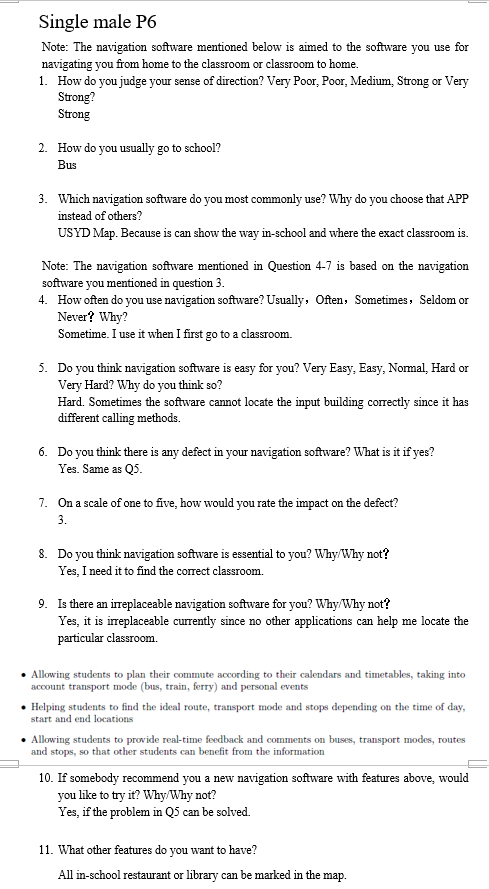 Single male P6
Note: The navigation software mentioned below is aimed to the software you use for
navigating you from home to the classroom or classroom to home.
1. How do you judge your sense of direction? Very Poor, Poor, Medium, Strong or Very
Strong?
Strong
2. How do you usually go to school?
Bus
3. Which navigation software do you most commonly use? Why do you choose that APP
instead of others?
USYD Map. Because is can show the way in-school and where the exact classroom is.
Note: The navigation software mentioned in Question 4-7 is based on the navigation
software you mentioned in question 3.
4. How often do you use navigation software? Usually, Often, Sometimes, Seldom or
Never? Why?
Sometime. I use it when I first go to a classroom.
5. Do you think navigation software is easy for you? Very Easy, Easy, Normal, Hard or
Very Hard? Why do you think so?
Hard. Sometimes the software cannot locate the input building correctly since it has
different calling methods.
6. Do you think there is any defect in your navigation software? What is it if yes?
Yes. Same as Q5.
7. On a scale of one to five, how would you rate the impact on the defect?
3.
8. Do you think navigation software is essential to you? Why/Why not?
Yes, I need it to find the correct classroom.
9. Is there an irreplaceable navigation software for you? Why/Why not?
Yes, it is irreplaceable currently since no other applications can help me locate the
particular classroom.
• Allowing students to plan their commute according to their calendars and timetables, taking into
account transport mode (bus, train, ferry) and personal events
• Helping students to find the ideal route, transport mode and stops depending on the time of day,
start and end locations
• Allowing students to provide real-time feedback and comments on buses, transport modes, routes
and stops, so that other students can benefit from the information
10. If somebody recommend you a new navigation software with features above, would
you like to try it? Why/Why not?
Yes, if the problem in Q5 can be solved.
11. What other features do you want to have?
All in-school restaurant or library can be marked in the map.